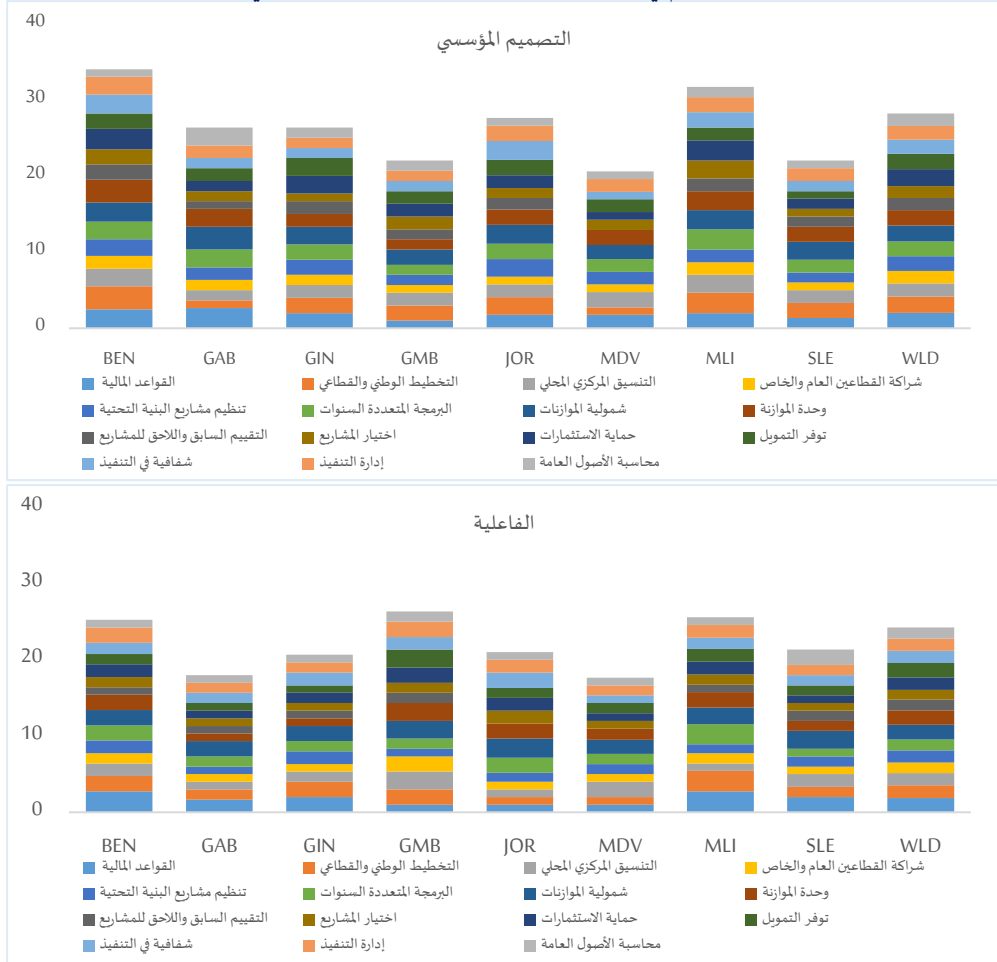 40
التصميم المؤسسي
30
20
10
0
BEN GAB GIN GMB JOR MDV MLI SLE WLD
القواعد المالية التخطيط الوطني والقطاعي التنسيق المركزي المحلي شراكة القطاعين العام والخاص
تنظيم مشاريع البنية التحتية البرمجة المتعددة السنوات شمولية الموازنات وحدة الموازنة
التقييم السابق واللاحق للمشاريع اختيار المشاريع حماية الاستثمارات توفر التمويل
شفافية في التنفيذ إدارة التنفيذ محاسبة الأصول العامة
40
الفاعلية
30
20
10
0
BEN GAB GIN GMB JOR MDV MLI SLE WLD
القواعد المالية التخطيط الوطني والقطاعي التنسيق المركزي المحلي شراكة القطاعين العام والخاص
تنظيم مشاريع البنية التحتية البرمجة المتعددة السنوات شمولية الموازنات وحدة الموازنة
التقييم السابق واللاحق للمشاريع اختيار المشاريع حماية الاستثمارات توفر التمويل
شفافية في التنفيذ إدارة التنفيذ محاسبة الأصول العامة